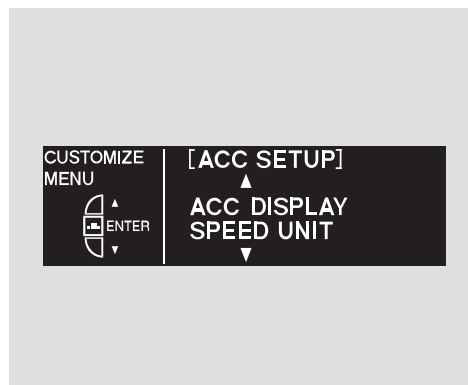 CUSTOMIZE
MENU
▲
ENTER
▼
[ACC SETUP]
▲
ACC DISPLAY
SPEED UNIT
▼